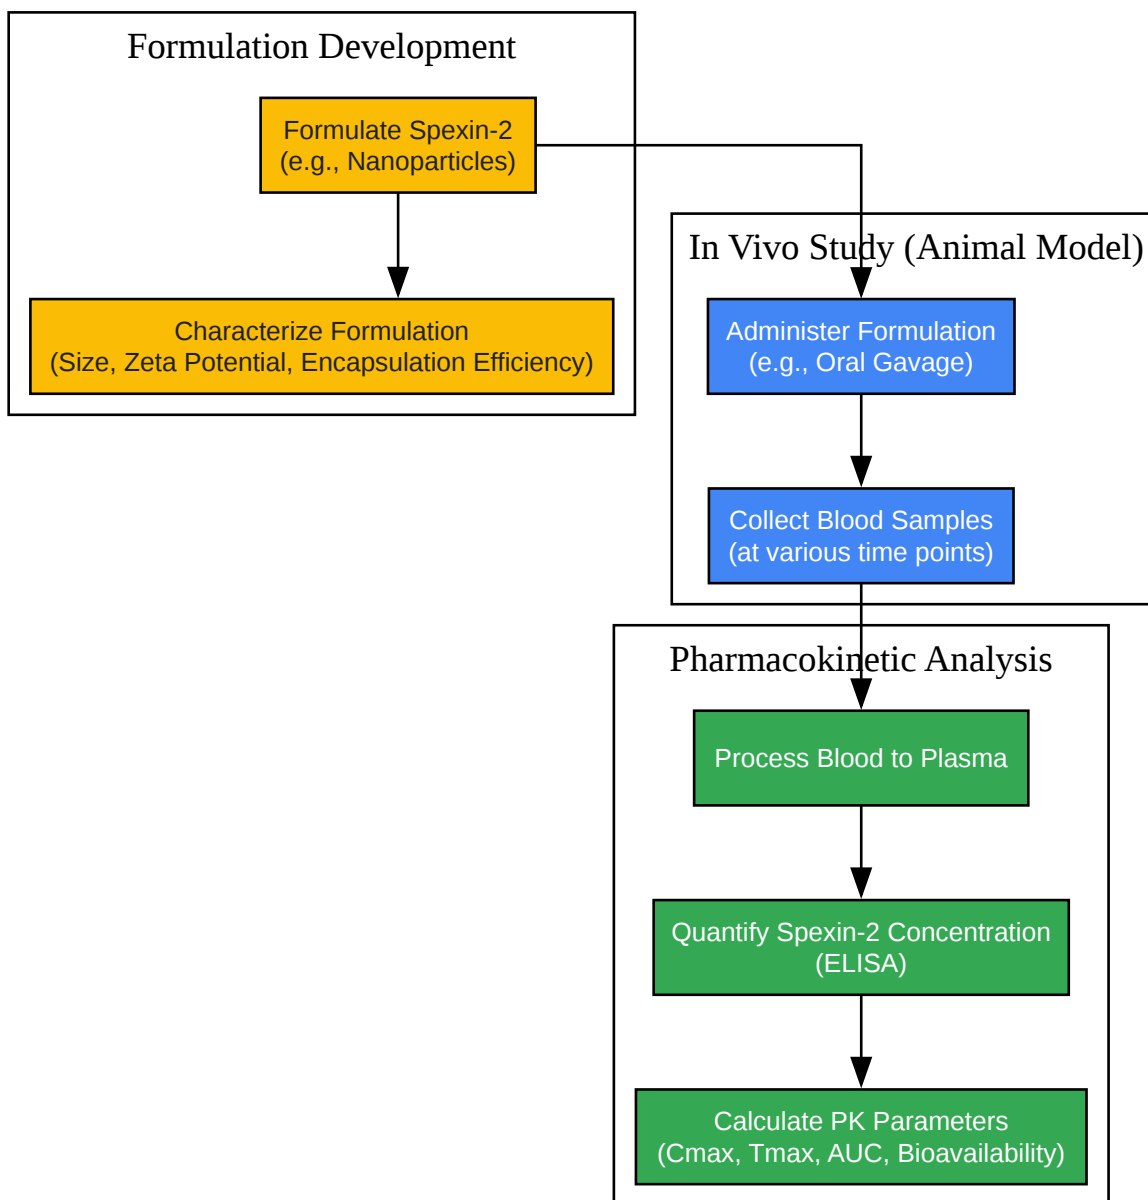 Formulation Development
Formulate Spexin-2
(e.g., Nanoparticles)
Characterize Formulation
(Size, Zeta Potential, Encapsulation Efficiency)
In Vivo Study (Animal Model)
Administer Formulation
(e.g., Oral Gavage)
Collect Blood Samples
(at various time points)
Pharmacokinetic Analysis
Process Blood to Plasma
Quantify Spexin-2 Concentration
(ELISA)
Calculate PK Parameters
(Cmax, Tmax, AUC, Bioavailability)